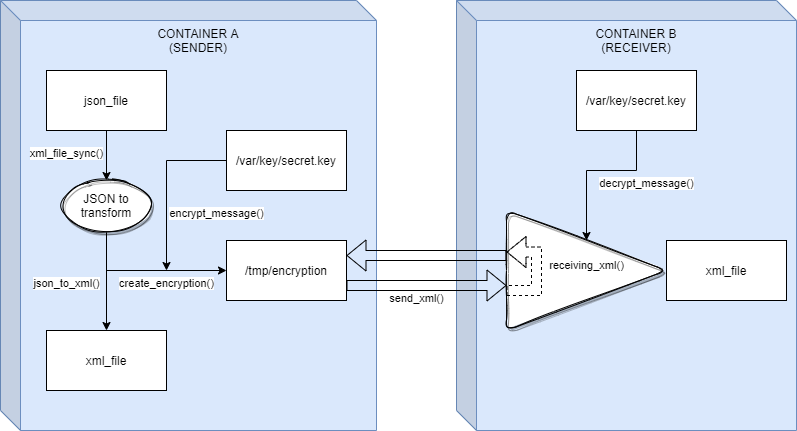 CONTAINER A
(SENDER)
json_file
xml_file_sync()
JSON to
transform
/var/key/secret.key
encrypt_message()
json_to_xml()
create_encryption()
/tmp/encryption
xml_file
send_xml()
CONTAINER B
(RECEIVER)
/var/key/secret.key
decrypt_message()
receiving_xml()
xml_file